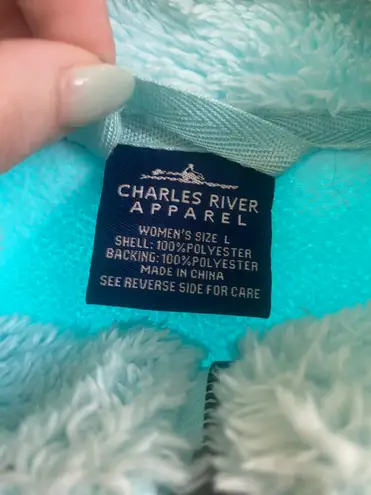 CHARLES RIVER
APPAREL
WOMEN'S SIZE L
SHELL: 100%POLYESTER
BACKING: 100%POLYESTER
MADE IN CHINA
SEE REVERSE SIDE FOR CARE